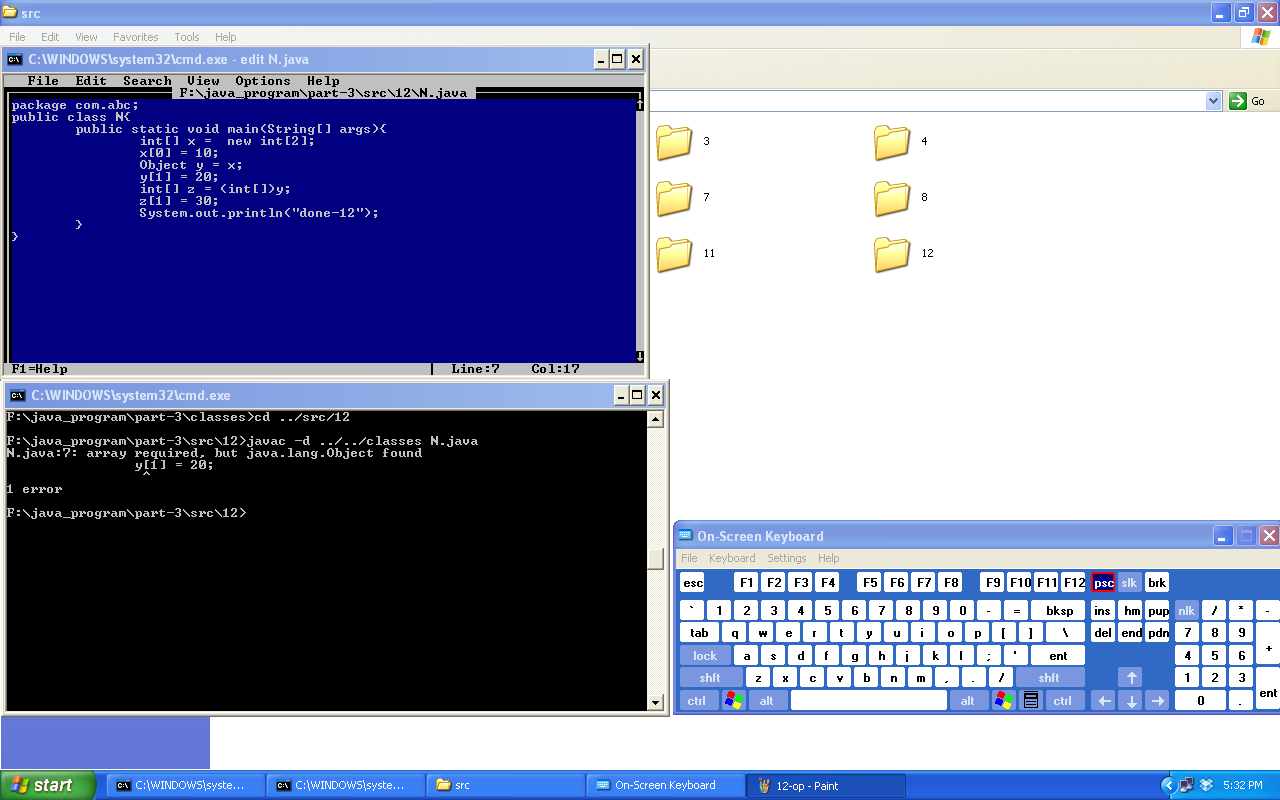 src
File Edit View Favorites Tools Help
C:\WINDOWS\system32\cmd.exe - edit N.java
File Edit Search View Options Help
F:\java_program\part-3\src\12\N.java
package com.abc;
public class N{
public static void main(String[] args){
int[] x =  new int[2];
x[0] = 10;
Object y = x;
y[1] = 20;
int[] z = (int[])y;
z[1] = 30;
System.out.println("done-12");
}
}
F1=Help Line:7 Col:17
Go
3 4
7 8
11 12
C:\WINDOWS\system32\cmd.exe
F:\java_program\part-3\classes>cd ../src/12
F:\java_program\part-3\src\12>javac -d ../../classes N.java
N.java:7: array required, but java.lang.Object found
y[1] = 20;
^
1 error
F:\java_program\part-3\src\12>
On-Screen Keyboard
File Keyboard Settings Help
esc F1 F2 F3 F4 F5 F6 F7 F8 F9 F10 F11 F12 psc slk brk
` 1 2 3 4 5 6 7 8 9 0 - = bksp ins hm pup nlk / * -
tab q w e r t y u i o p [ ] \ del end pdn 7 8 9 +
lock a s d f g h j k l ; ' ent 4 5 6
shft z x c v b n m , . / shft ↑ 1 2 3 ent
ctrl alt alt ctrl ← ↓ → 0 .
start C:\WINDOWS\syste... C:\WINDOWS\syste... src On-Screen Keyboard 12-op - Paint 5:32 PM